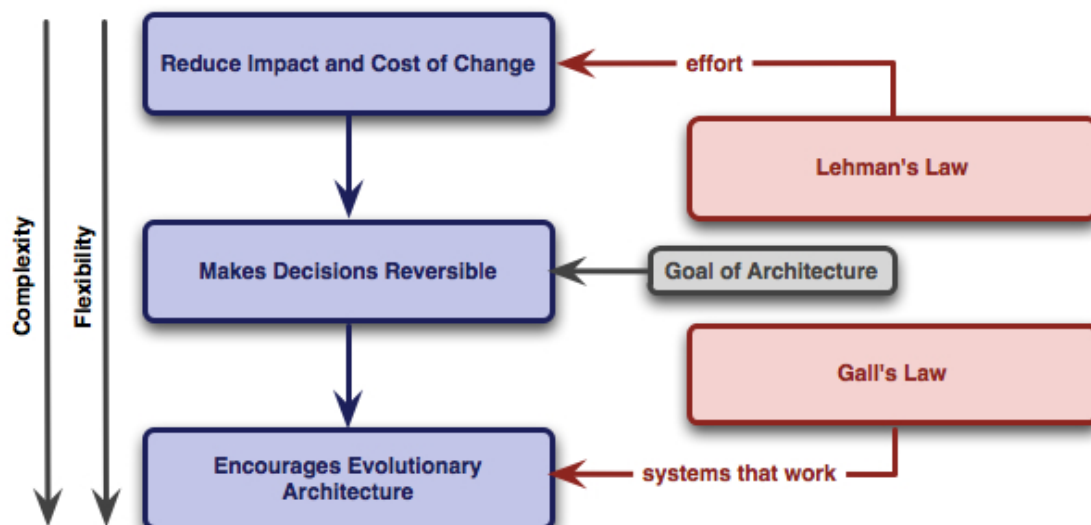 Reduce Impact and Cost of Change
effort
Lehman's Law
Complexity
Flexibility
Makes Decisions Reversible
Goal of Architecture
Gall's Law
Encourages Evolutionary
Architecture
systems that work